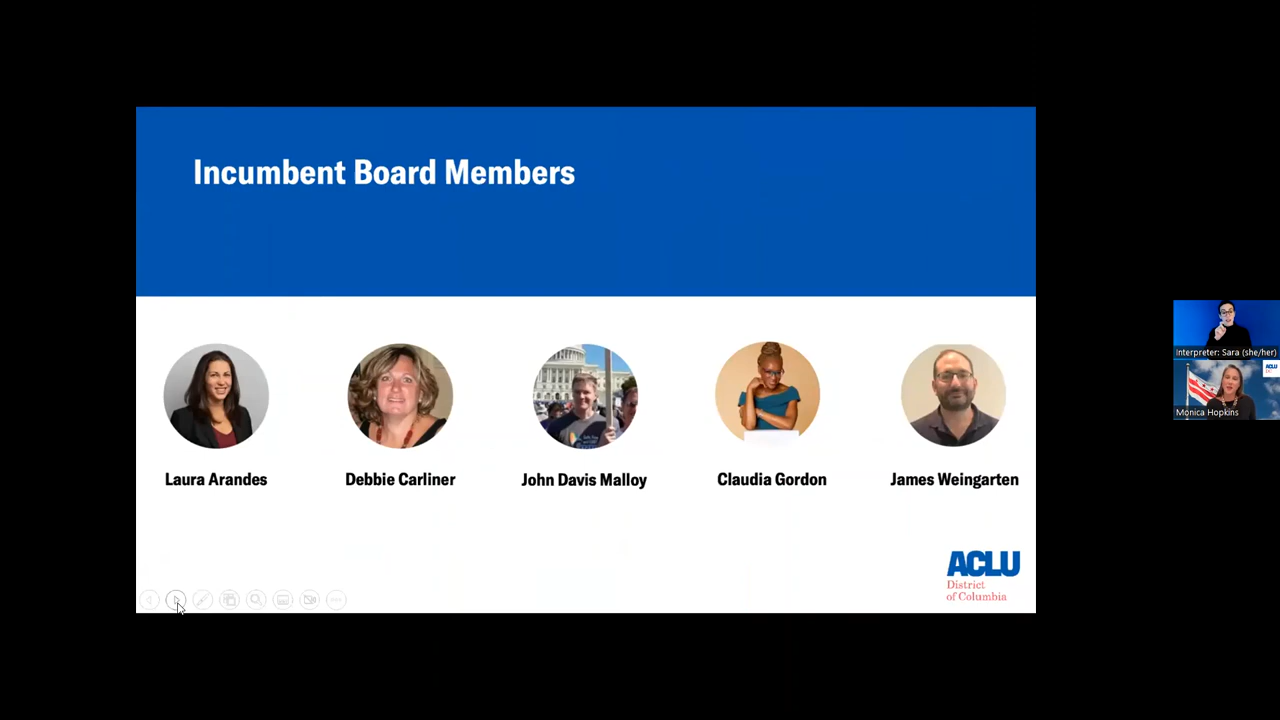 Incumbent Board Members
Laura Arandes
Debbie Carliner
John Davis Malloy
Claudia Gordon
James Weingarten
ACLU
District
of Columbia
Interpreter: Sara (she/her)
ACLU
Monica Hopkins